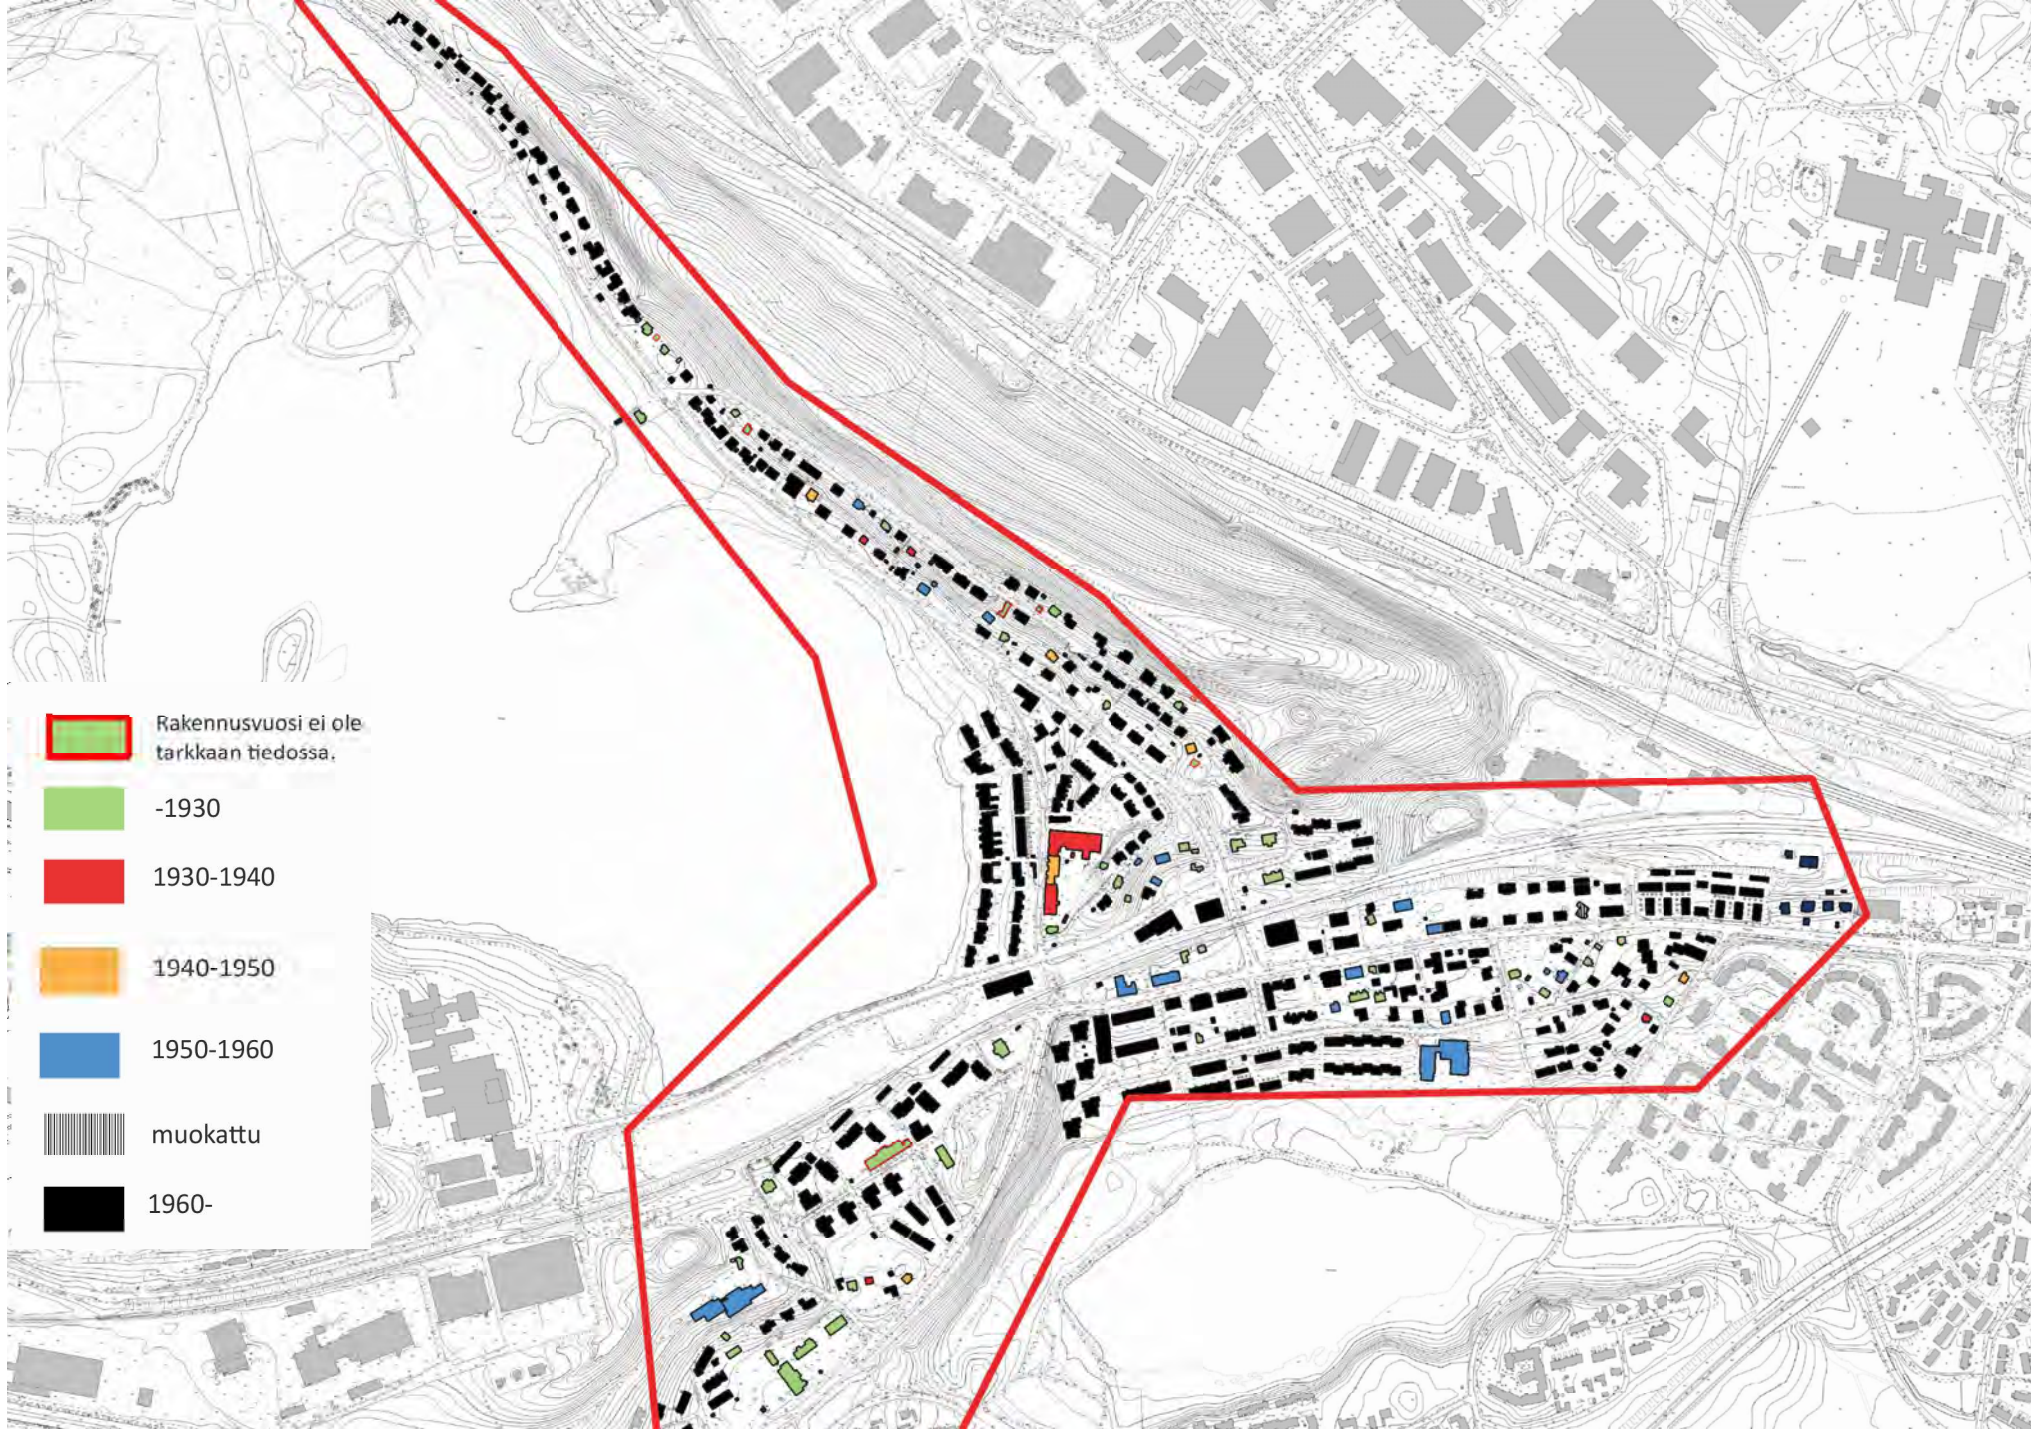 Rakennusvuosi ei ole
tarkkaan tiedossa.
-1930
1930-1940
1940-1950
1950-1960
muokattu
1960-